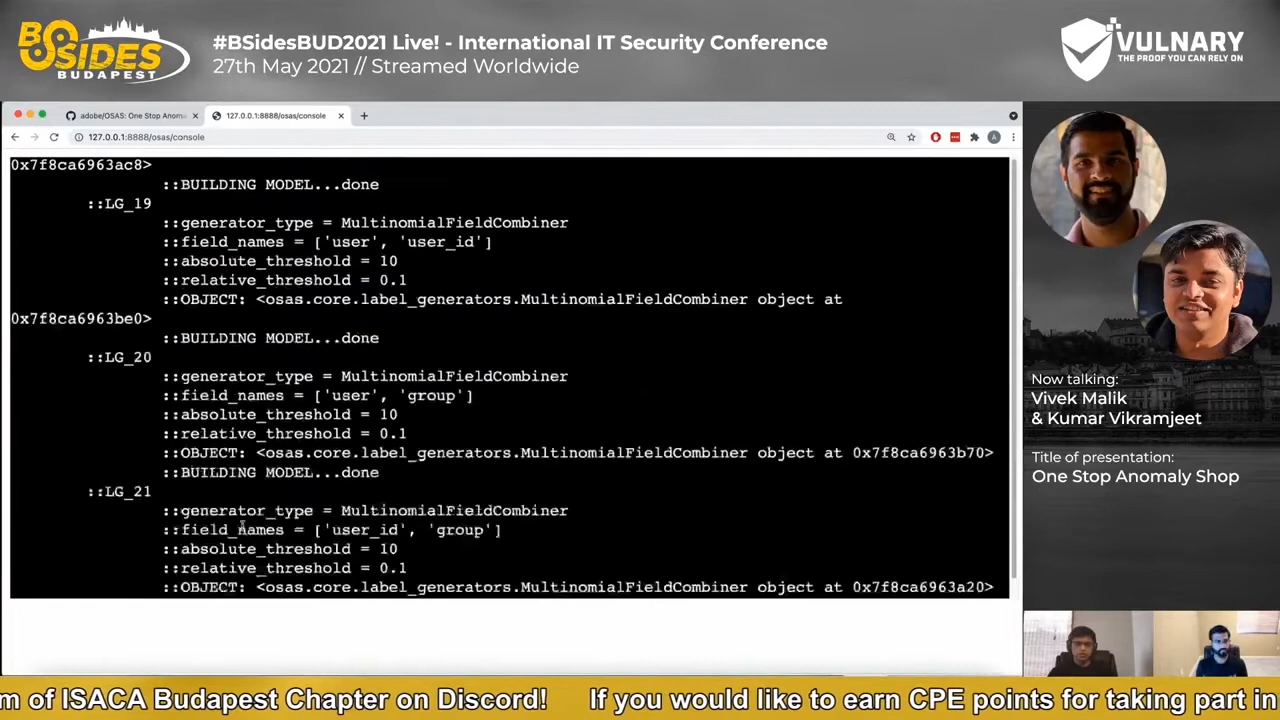 BSIDES
BUDAPEST
#BSidesBUD2021 Live! - International IT Security Conference
27th May 2021 // Streamed Worldwide
VULNARY
THE PROOF YOU CAN RELY ON
adobe/OSAS: One Stop Anoma
127.0.0.1:8888/osas/console
127.0.0.1:8888/osas/console
A
0x7f8ca6963ac8>
::BUILDING MODEL...done
::LG_19
::generator_type = MultinomialFieldCombiner
::field_names = ['user', 'user_id']
::absolute_threshold = 10
::relative_threshold = 0.1
::OBJECT: <osas.core.label_generators.MultinomialFieldCombiner object at
0x7f8ca6963be0>
::BUILDING MODEL...done
::LG_20
::generator_type = MultinomialFieldCombiner
::field_names = ['user', 'group']
::absolute_threshold = 10
::relative_threshold = 0.1
::OBJECT: <osas.core.label_generators.MultinomialFieldCombiner object at 0x7f8ca6963b70>
::BUILDING MODEL...done
::LG_21
::generator_type = MultinomialFieldCombiner
::field_names = ['user_id', 'group']
::absolute_threshold = 10
::relative_threshold = 0.1
::OBJECT: <osas.core.label_generators.MultinomialFieldCombiner object at 0x7f8ca6963a20>
Now talking:
Vivek Malik
& Kumar Vikramjeet
Title of presentation:
One Stop Anomaly Shop
m of ISACA Budapest Chapter on Discord! If you would like to earn CPE points for taking part in